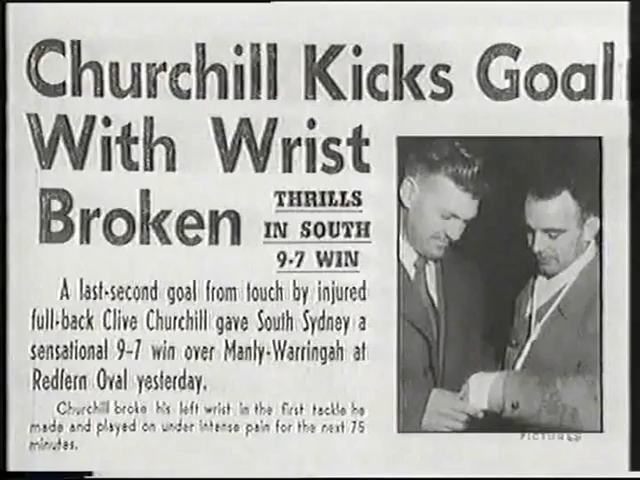 Churchill Kicks Goal
With Wrist
Broken
THRILLS
IN SOUTH
9-7 WIN
A last-second goal from touch by injured
full-back Clive Churchill gave South Sydney a
sensational 9-7 win over Manly-Warringah at
Redfern Oval yesterday.
Churchill broke his left wrist in the first tackle he
made and played on under intense pain for the next 75
minutes.
PICTURES